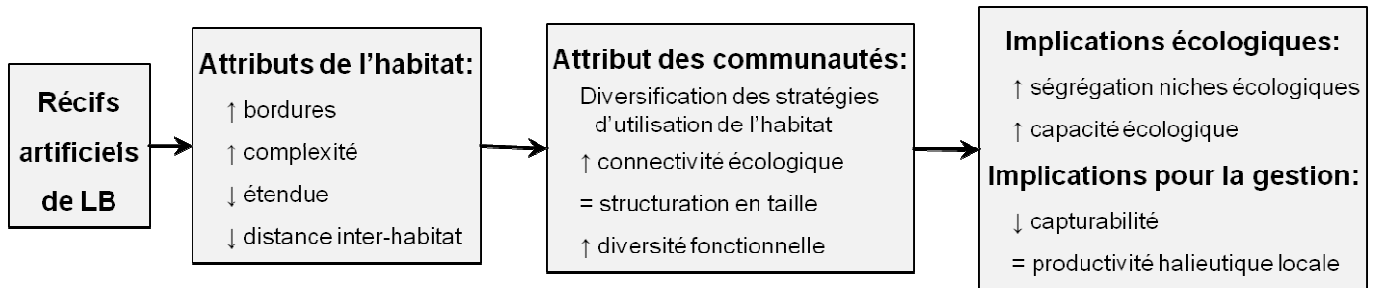 Récifs
artificiels
de LB
Attributs de l’habitat:
↑ bordures
↑ complexité
↓ étendue
↓ distance inter-habitat
Attribut des communautés:
Diversification des stratégies
d’utilisation de l’habitat
↑ connectivité écologique
= structuration en taille
↑ diversité fonctionnelle
Implications écologiques:
↑ ségrégation niches écologiques
↑ capacité écologique
Implications pour la gestion:
↓ capturabilité
= productivité halieutique locale